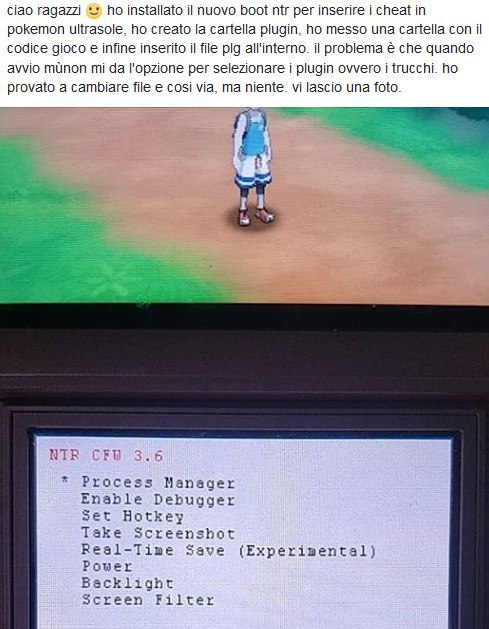 ciao ragazzi 🙂 ho installato il nuovo boot ntr per inserire i cheat in
pokemon ultrasole, ho creato la cartella plugin, ho messo una cartella con il
codice gioco e infine inserito il file plg all'interno. il problema è che quando
avvio mùnon mi da l'opzione per selezionare i plugin ovvero i trucchi. ho
provato a cambiare file e cosi via, ma niente. vi lascio una foto.
NTR CFW 3.6
* Process Manager
Enable Debugger
Set Hotkey
Take Screenshot
Real-Time Save (Experimental)
Power
Backlight
Screen Filter